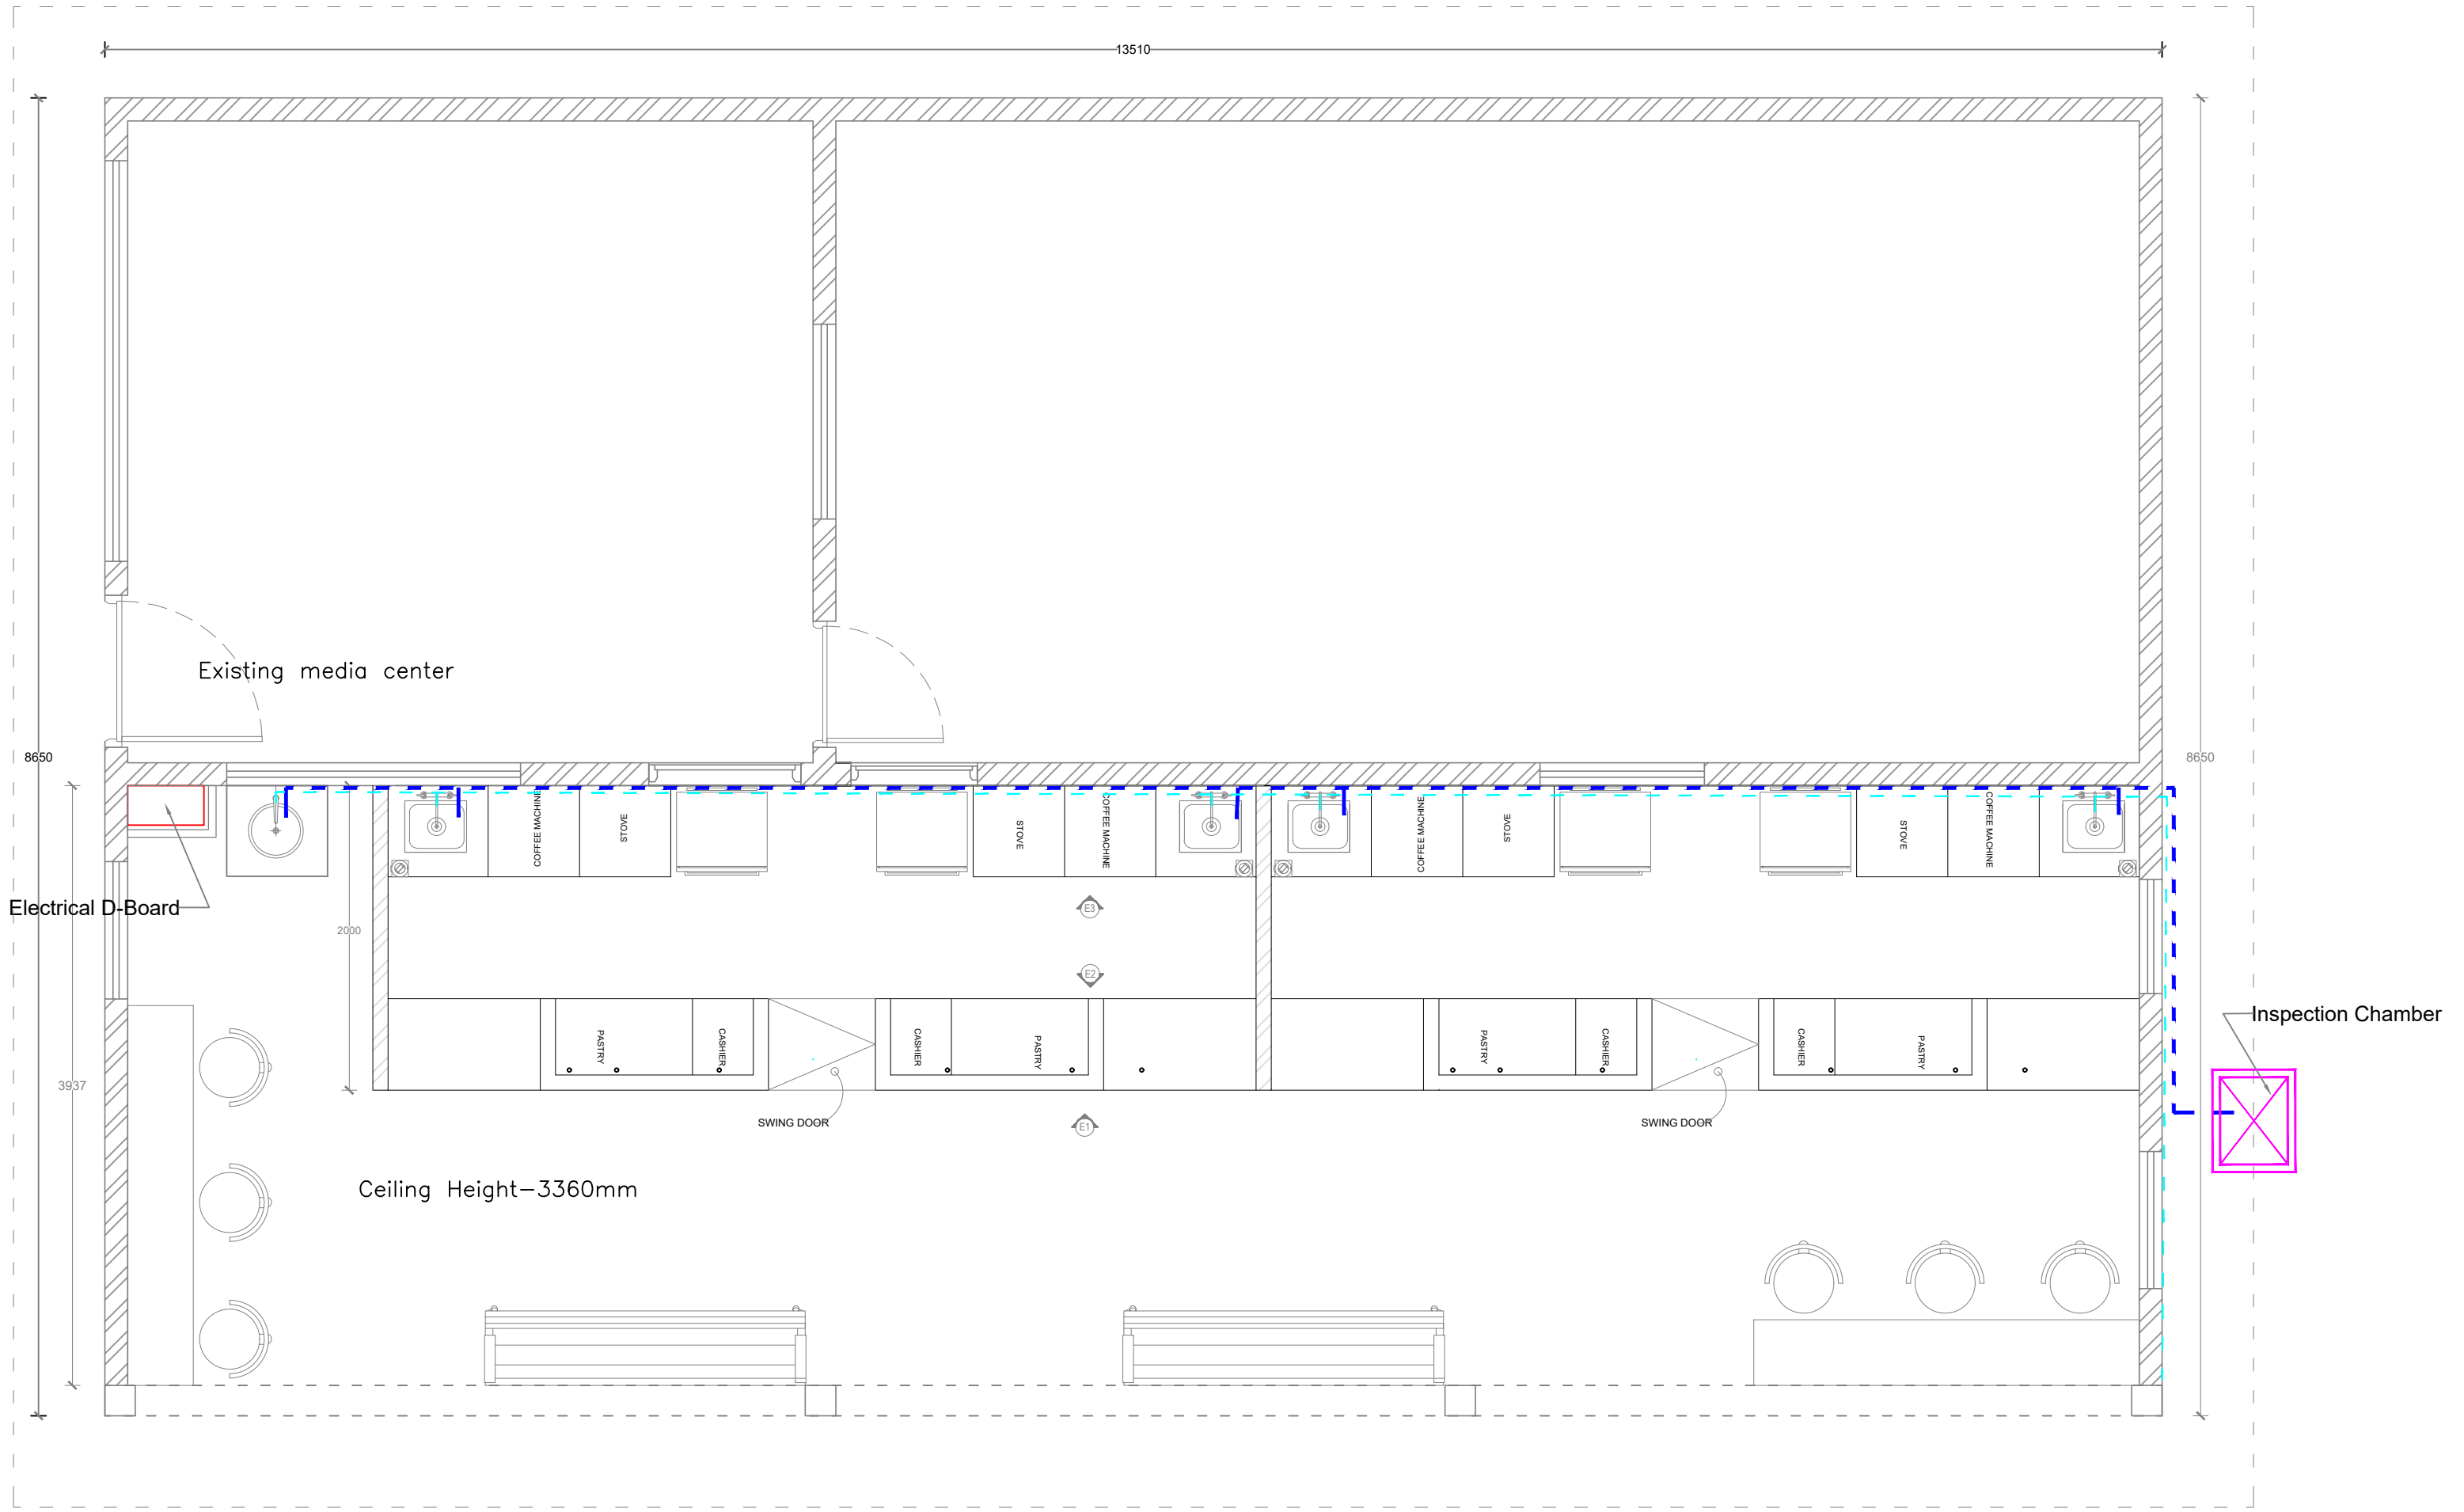 13510
Existing media center
8650
8650
COFFEE MACHINE
STOVE
STOVE
COFFEE MACHINE
COFFEE MACHINE
STOVE
STOVE
COFFEE MACHINE
Electrical D-Board
E3
2000
E2
Inspection Chamber
PASTRY
CASHIER
CASHIER
PASTRY
PASTRY
CASHIER
CASHIER
PASTRY
3937
SWING DOOR
E1
SWING DOOR
Ceiling Height-3360mm